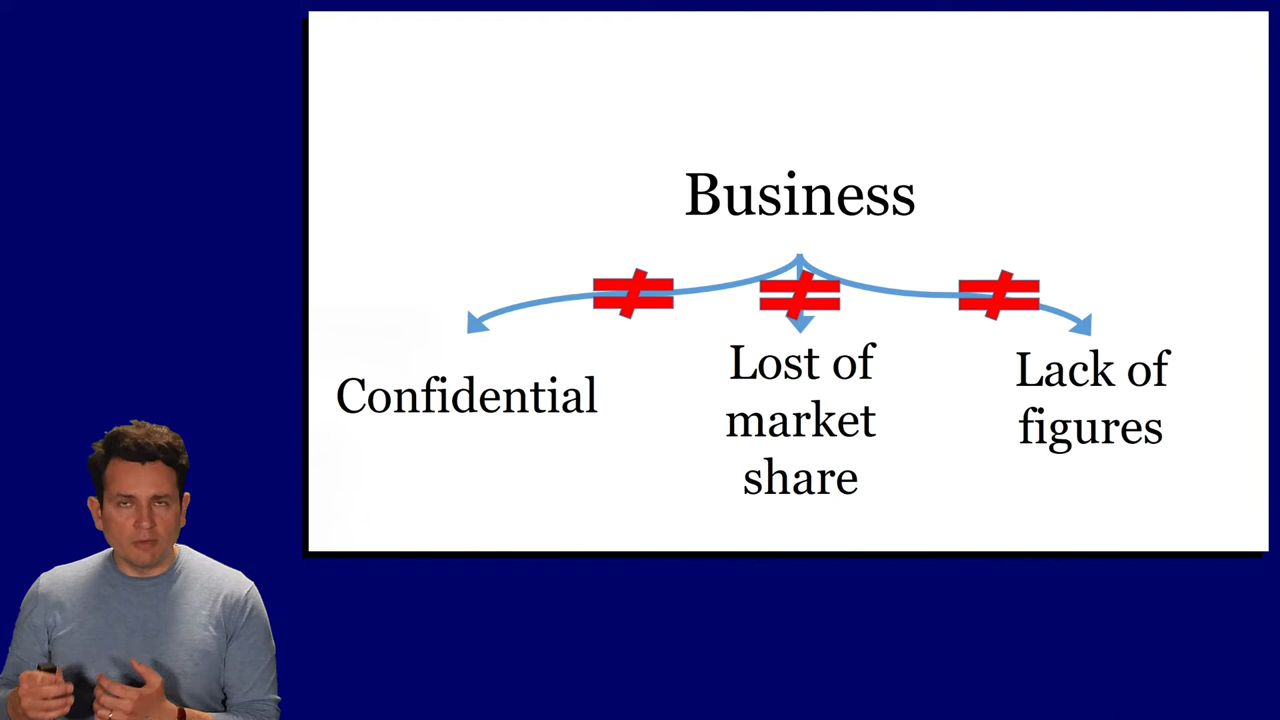 Business
Confidential
Lost of
market
share
Lack of
figures